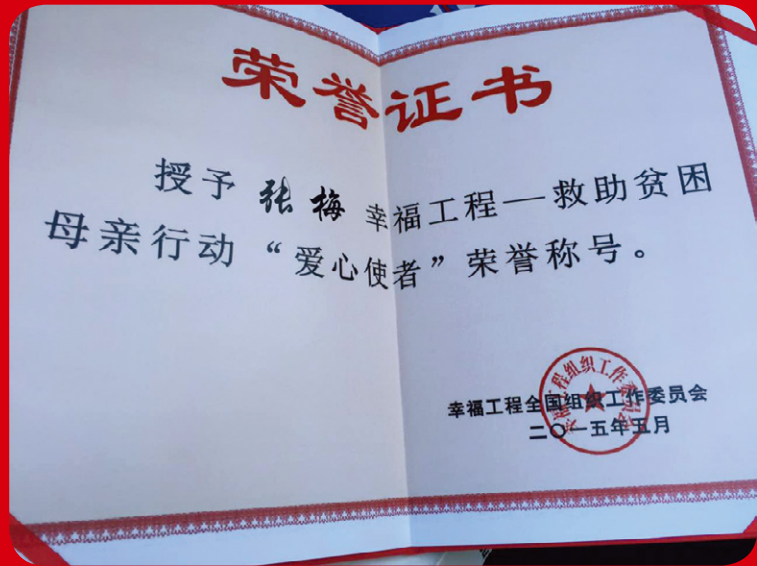 荣誉证书
授予 张梅 幸福工程—救助贫困
母亲行动“爱心使者”荣誉称号。
幸福工程全国组织工作委员会
二〇一五年五月